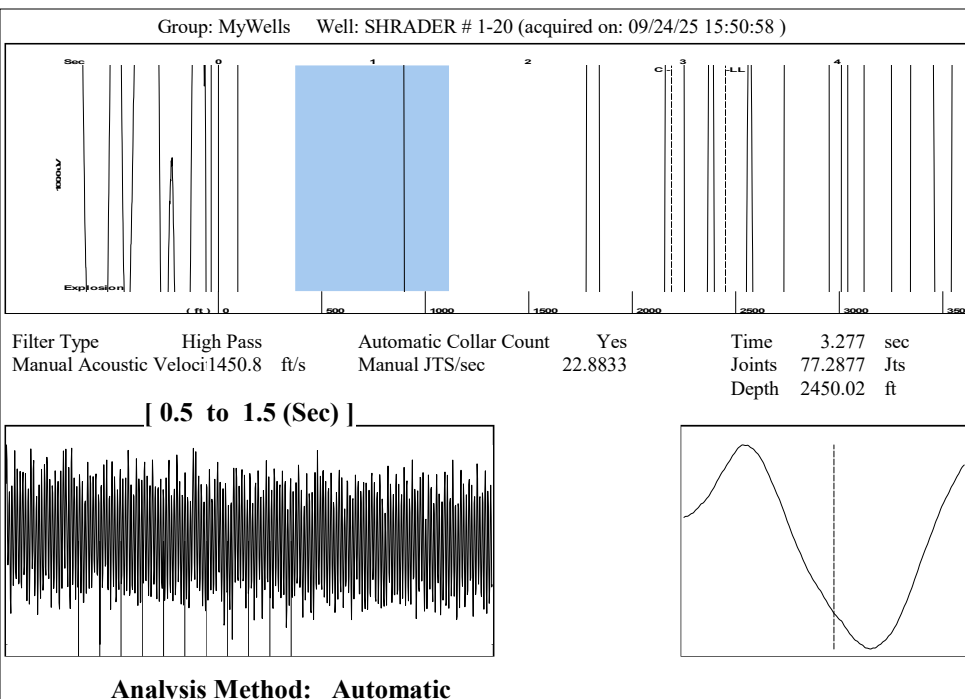 Group: MyWells Well: SHRADER # 1-20 (acquired on: 09/24/25 15:50:58 )
Sec 0 1 2 3 4
C LL
Explosion
( ft ) 0 500 1000 1500 2000 2500 3000
Filter Type High Pass Automatic Collar Count Yes Time 3.277 sec
Manual Acoustic Veloci 1450.8 ft/s Manual JTS/sec 22.8833 Joints 77.2877 Jts
Depth 2450.02 ft
[ 0.5 to 1.5 (Sec) ]
Analysis Method: Automatic